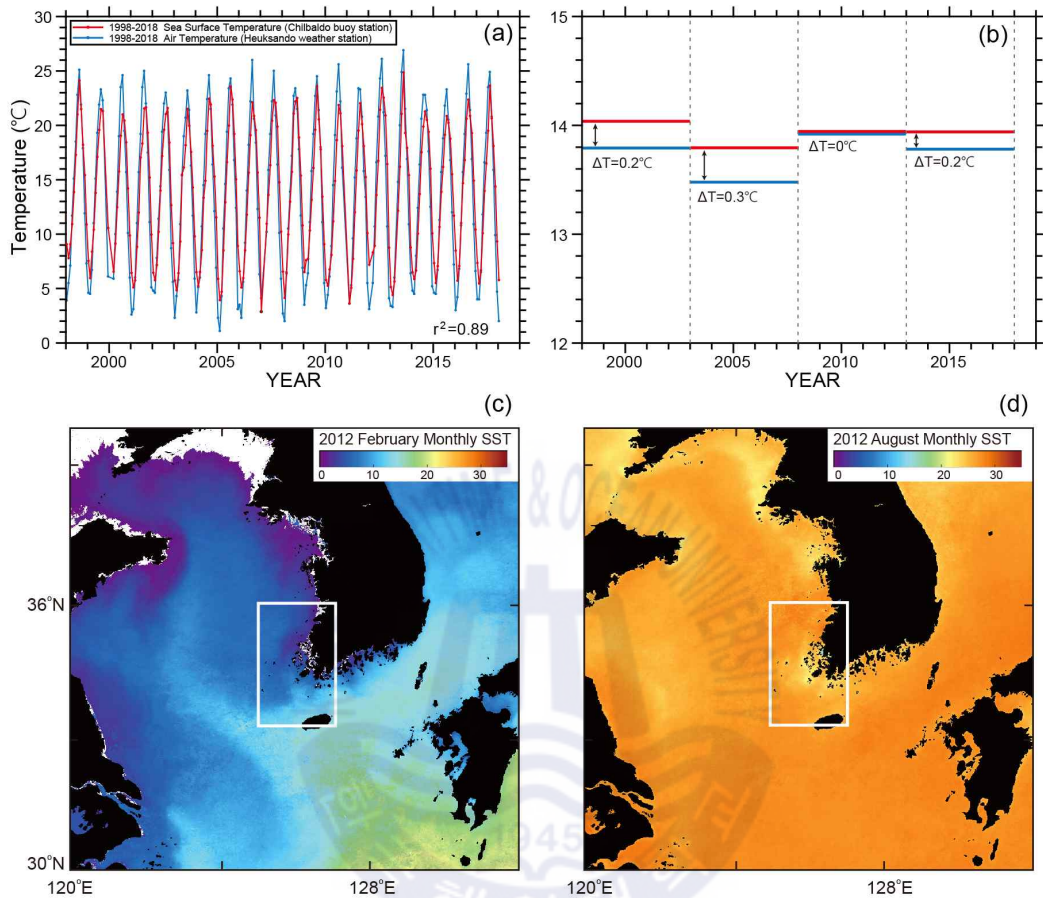 (a)
1998-2018 Sea Surface Temperature (Chilbaldo buoy station)
1998-2018 Air Temperature (Heuksando weather station)
30
25
20
15
10
5
0
Temperature (℃)
r²=0.89
2000 2005 2010 2015
YEAR
(b)
15
14
13
12
ΔT=0.2℃
ΔT=0.3℃
ΔT=0℃
ΔT=0.2℃
2000 2005 2010 2015
YEAR
(c)
2012 February Monthly SST
0 10 20 30
36°N
30°N
120°E 128°E
(d)
2012 August Monthly SST
0 10 20 30
128°E
120°E
1945